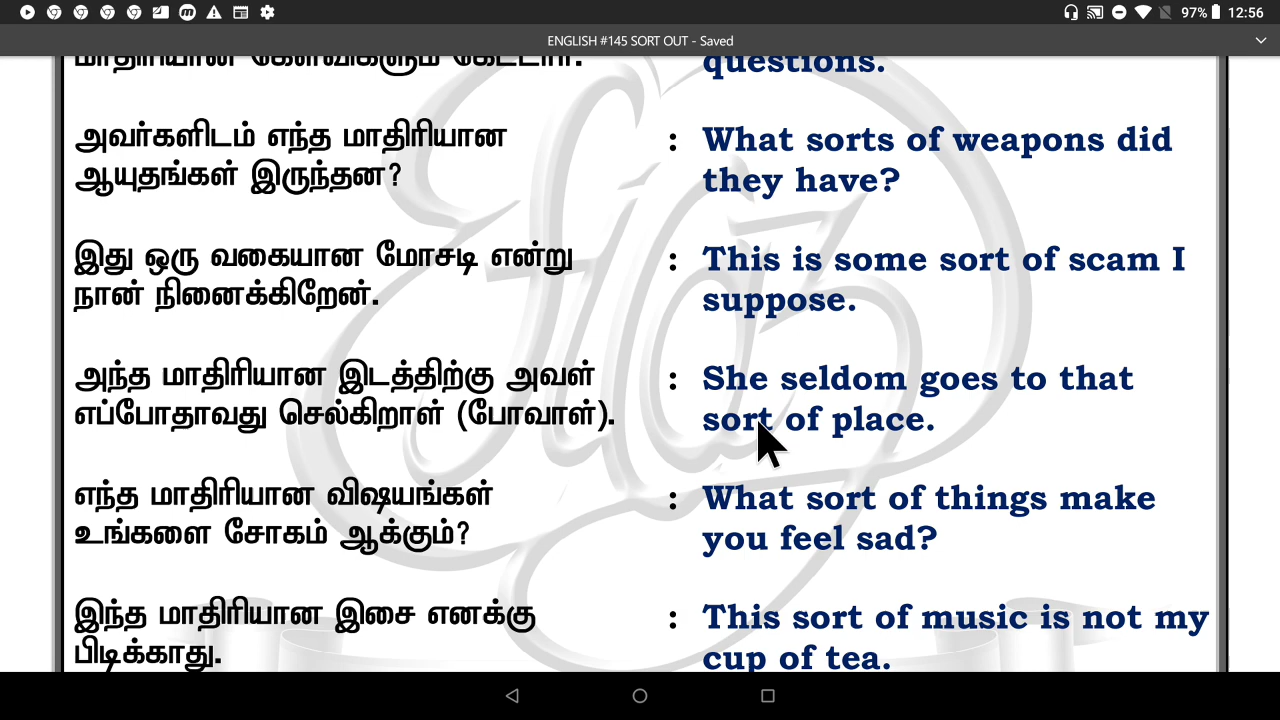 97% 12:56
ENGLISH #145 SORT OUT - Saved
மாதிரியான கேள்விகளும் கேட்டார்.
questions.
அவர்களிடம் எந்த மாதிரியான : What sorts of weapons did
ஆயுதங்கள் இருந்தன? they have?
இது ஒரு வகையான மோசடி என்று : This is some sort of scam I
நான் நினைக்கிறேன். suppose.
அந்த மாதிரியான இடத்திற்கு அவள் : She seldom goes to that
எப்போதாவது செல்கிறாள் (போவாள்). sort of place.
எந்த மாதிரியான விஷயங்கள் : What sort of things make
உங்களை சோகம் ஆக்கும்? you feel sad?
இந்த மாதிரியான இசை எனக்கு : This sort of music is not my
பிடிக்காது. cup of tea.